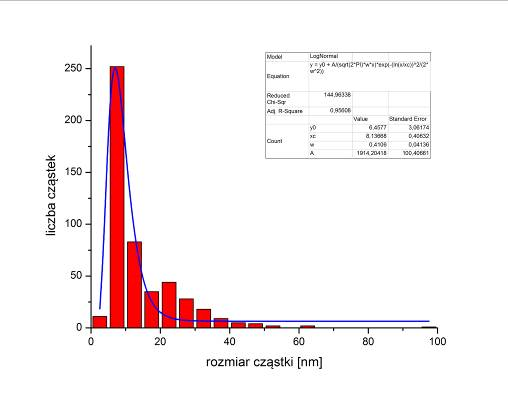 Model LogNormal
Equation y = y0 + A/(sqrt(2*PI)*w*x)*exp(-(ln(x/xc))^2/(2*
w^2))
Reduced
Chi-Sqr 144,96338
Adj. R-Square 0,95608
Value Standard Error
Count y0 6,4577 3,06174
xc 8,13668 0,40632
w 0,4106 0,04136
A 1914,20418 100,40661
250
200
150
100
50
0
liczba cząstek
0 20 40 60 80 100
rozmiar cząstki [nm]